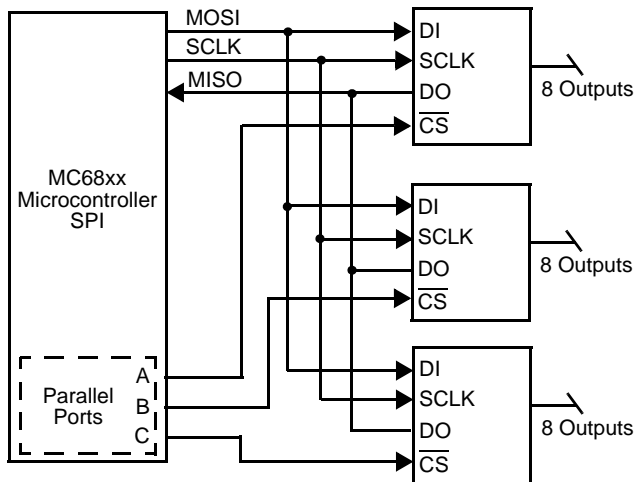 MOSI
SCLK
MISO
MC68xx
Microcontroller
SPI
Parallel
Ports
A
B
C
DI
SCLK
DO
CS
8 Outputs
DI
SCLK
DO
CS
8 Outputs
DI
SCLK
DO
CS
8 Outputs